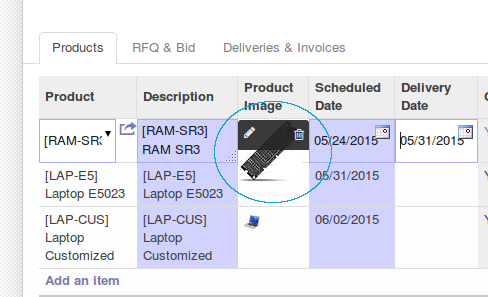 Products RFQ & Bid Deliveries & Invoices
Product Description Product Image Scheduled Date Delivery Date
[RAM-SR3 [RAM-SR3] RAM SR3 05/24/2015 05/31/2015
[LAP-E5] Laptop E5023 [LAP-E5] Laptop E5023 05/31/2015
[LAP-CUS] Laptop Customized [LAP-CUS] Laptop Customized 06/02/2015
Add an item